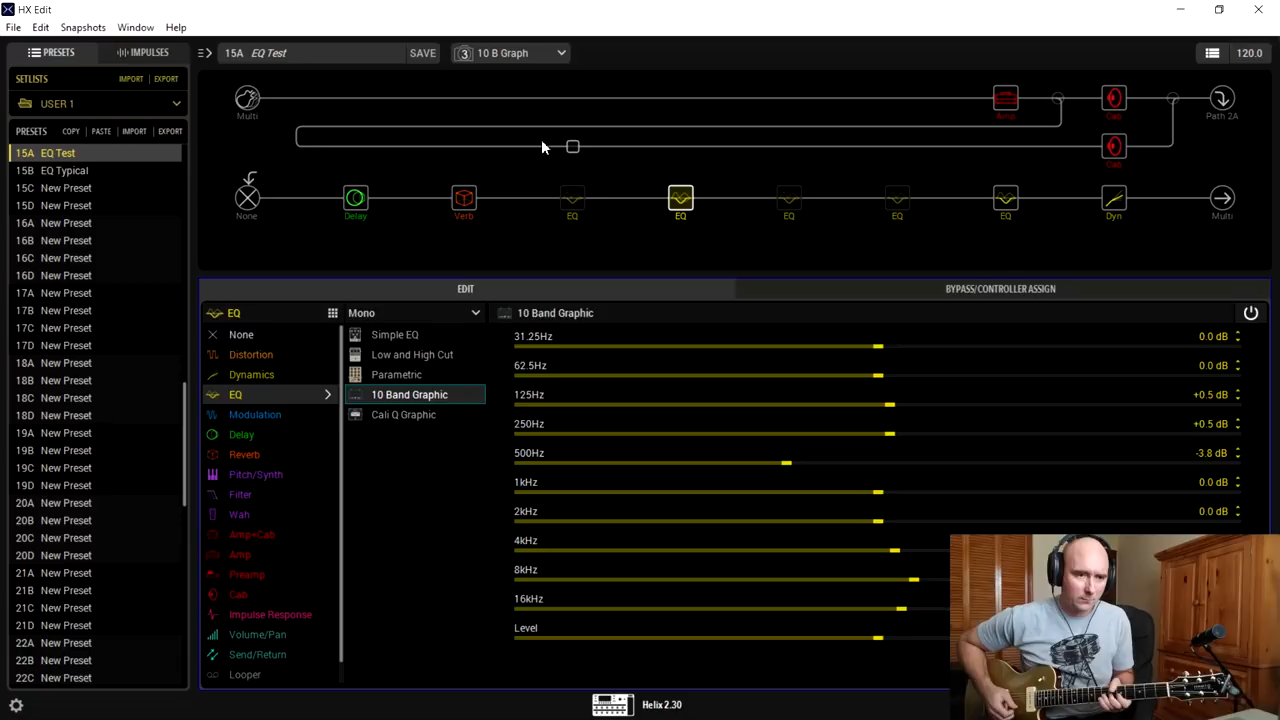 HX Edit
File Edit Snapshots Window Help
PRESETS IMPULSES
15A EQ Test SAVE 3 10 B Graph 120.0
SETLISTS IMPORT EXPORT
USER 1
PRESETS COPY PASTE IMPORT EXPORT
15A EQ Test
15B EQ Typical
15C New Preset
15D New Preset
16A New Preset
16B New Preset
16C New Preset
16D New Preset
17A New Preset
17B New Preset
17C New Preset
17D New Preset
18A New Preset
18B New Preset
18C New Preset
18D New Preset
19A New Preset
19B New Preset
19C New Preset
19D New Preset
20A New Preset
20B New Preset
20C New Preset
20D New Preset
21A New Preset
21B New Preset
21C New Preset
21D New Preset
22A New Preset
22B New Preset
22C New Preset
Multi Amp Cab Path 2A
Cab
None Delay Verb EQ EQ EQ EQ EQ Dyn Multi
EDIT BYPASS/CONTROLLER ASSIGN
EQ Mono 10 Band Graphic
None
Distortion
Dynamics
EQ
Modulation
Delay
Reverb
Pitch/Synth
Filter
Wah
Amp+Cab
Amp
Preamp
Cab
Impulse Response
Volume/Pan
Send/Return
Looper
Simple EQ
Low and High Cut
Parametric
10 Band Graphic
Cali Q Graphic
31.25Hz 0.0 dB
62.5Hz 0.0 dB
125Hz +0.5 dB
250Hz +0.5 dB
500Hz -3.8 dB
1kHz 0.0 dB
2kHz 0.0 dB
4kHz
8kHz
16kHz
Level
Helix 2.30